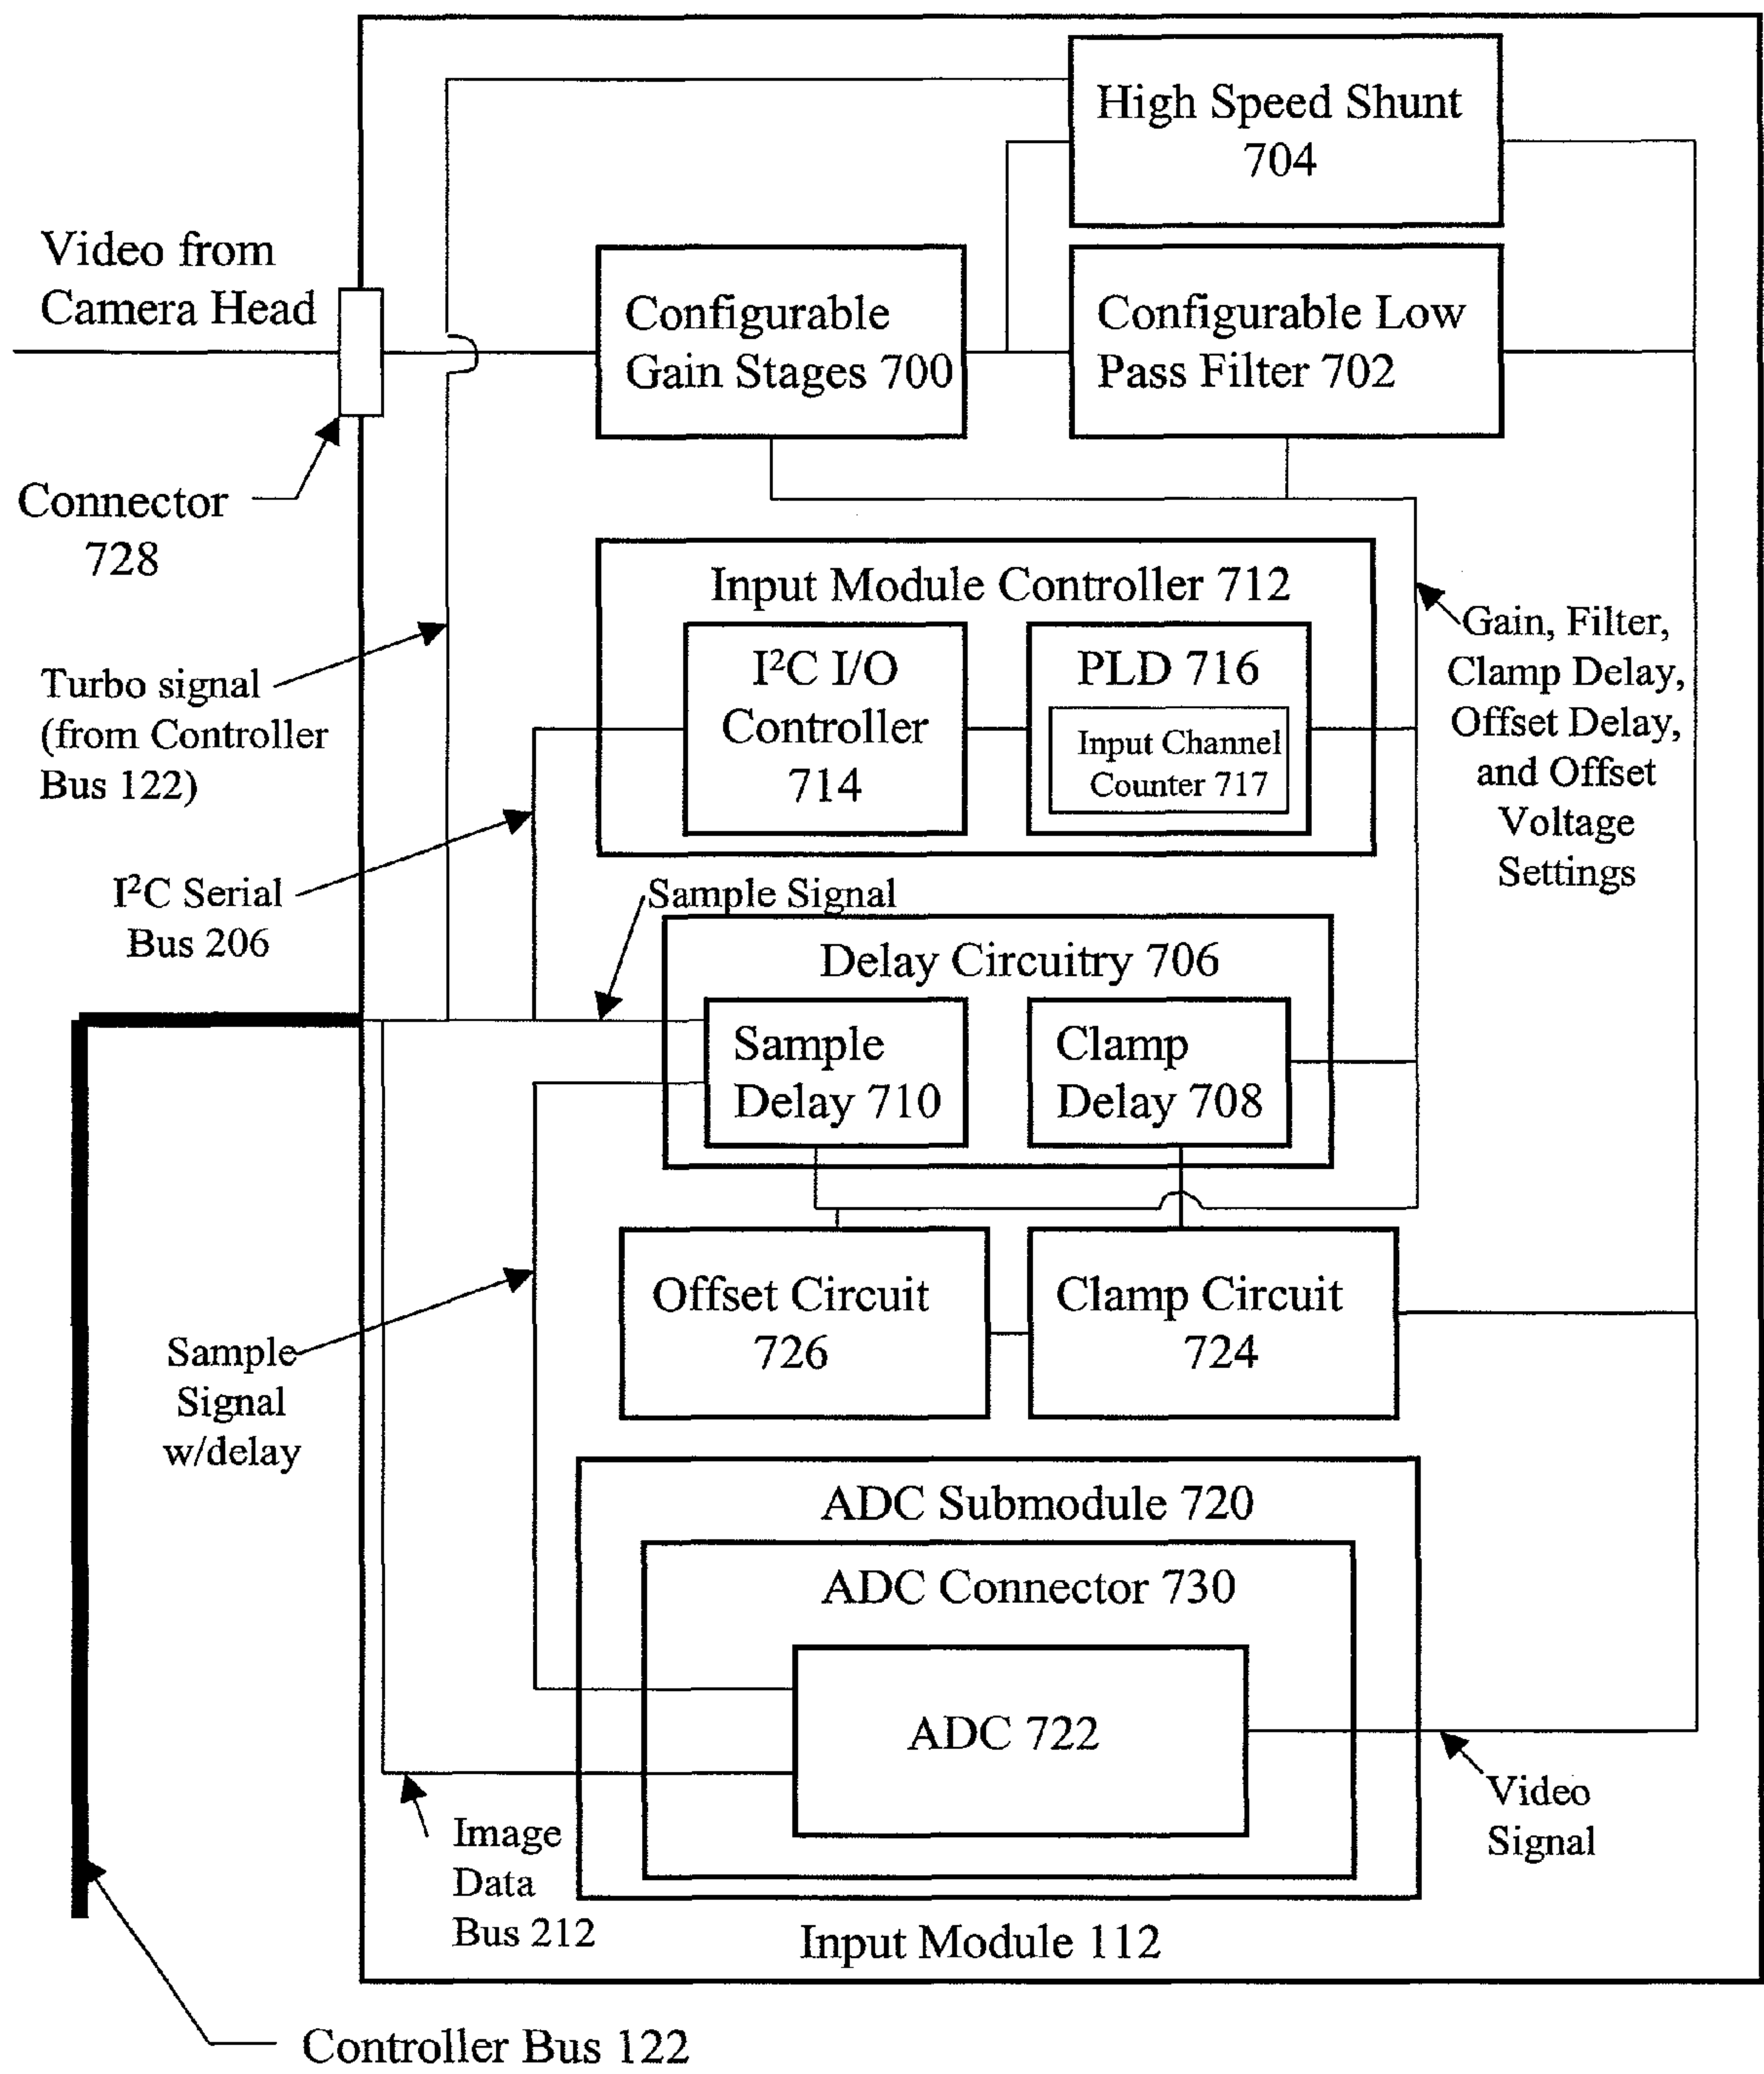 High Speed Shunt
704
Video from
Camera Head
Configurable
Gain Stages 700
Configurable Low
Pass Filter 702
Connector
728
Input Module Controller 712
I²C I/O
Controller
714
PLD 716
Input Channel
Counter 717
Gain, Filter,
Clamp Delay,
Offset Delay,
and Offset
Voltage
Settings
Turbo signal
(from Controller
Bus 122)
I²C Serial
Bus 206
Sample Signal
Delay Circuitry 706
Sample
Delay 710
Clamp
Delay 708
Offset Circuit
726
Clamp Circuit
724
Sample
Signal
w/delay
ADC Submodule 720
ADC Connector 730
ADC 722
Video
Signal
Image
Data
Bus 212
Input Module 112
Controller Bus 122